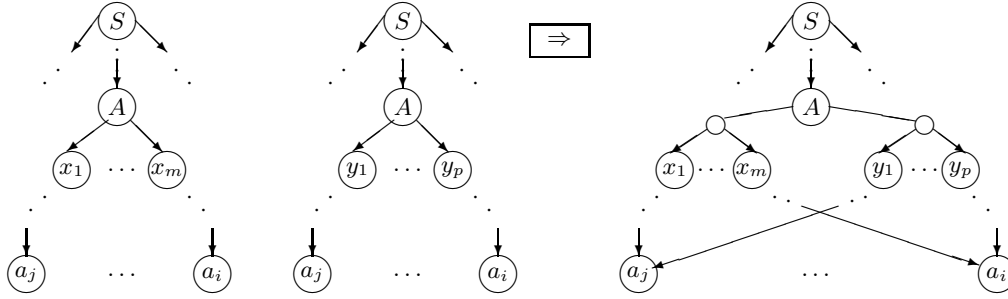 S S ⇒ S
A A A
x₁ ··· xₘ y₁ ··· yₚ x₁ ··· xₘ y₁ ··· yₚ
aⱼ ··· aᵢ aⱼ ··· aᵢ aⱼ ··· aᵢ